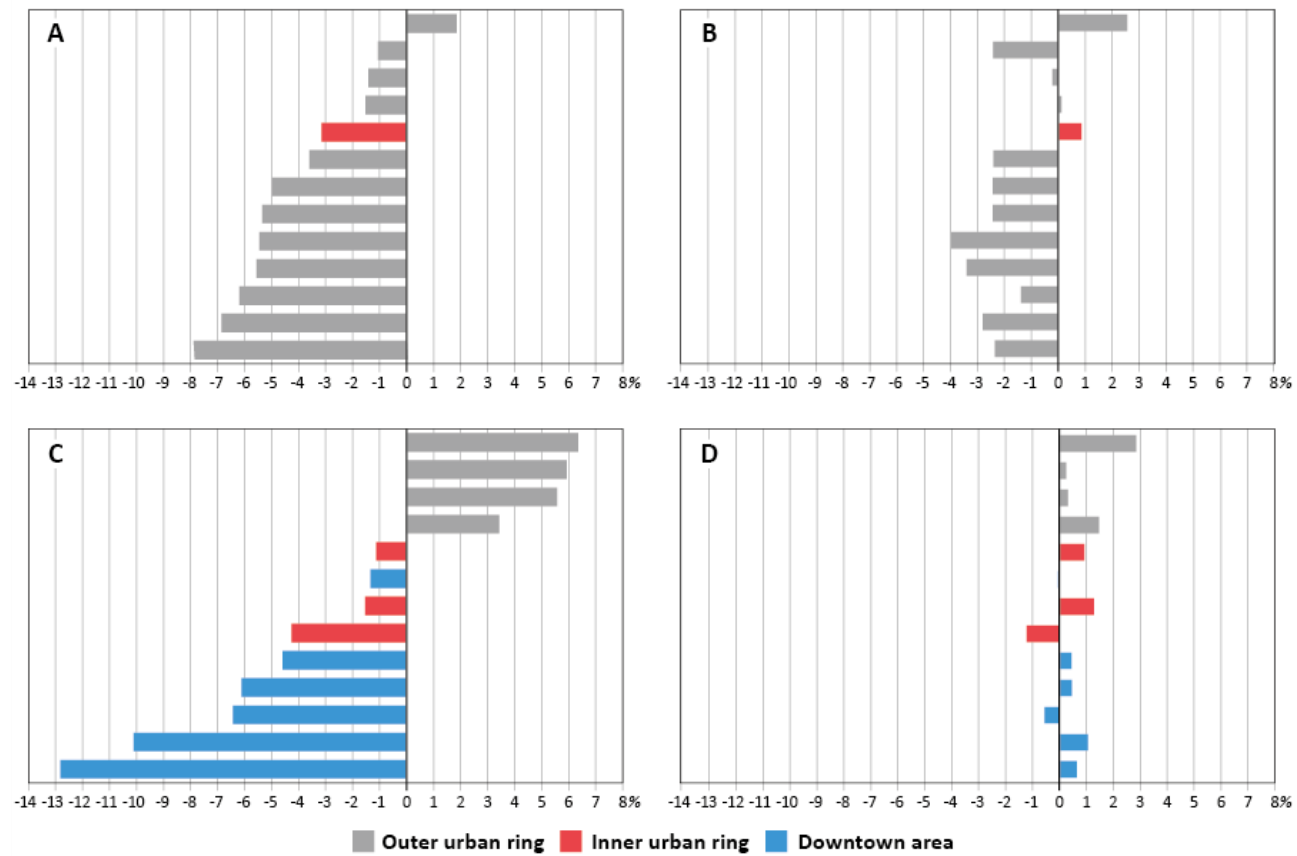 A
B
-14 -13 -12 -11 -10 -9 -8 -7 -6 -5 -4 -3 -2 -1 0 1 2 3 4 5 6 7 8%
-14 -13 -12 -11 -10 -9 -8 -7 -6 -5 -4 -3 -2 -1 0 1 2 3 4 5 6 7 8%
C
D
-14 -13 -12 -11 -10 -9 -8 -7 -6 -5 -4 -3 -2 -1 0 1 2 3 4 5 6 7 8%
-14 -13 -12 -11 -10 -9 -8 -7 -6 -5 -4 -3 -2 -1 0 1 2 3 4 5 6 7 8%
Outer urban ring Inner urban ring Downtown area